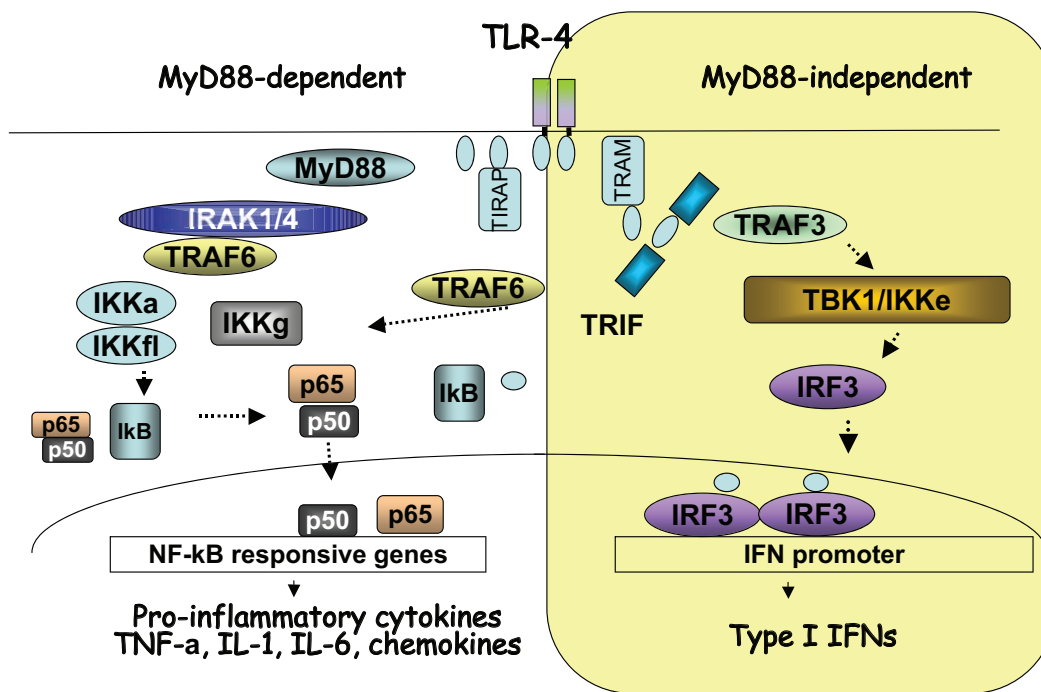 TLR-4
MyD88-dependent
MyD88-independent
MyD88
TIRAP
TRAM
IRAK1/4
TRAF6
TRAF3
IKKa
IKKfl
IKKg
TRAF6
TRIF
TBK1/IKKe
p65
p50
IkB
IRF3
p65
p50
IkB
p50
p65
IRF3
IRF3
NF-kB responsive genes
IFN promoter
Pro-inflammatory cytokines
TNF-a, IL-1, IL-6, chemokines
Type I IFNs